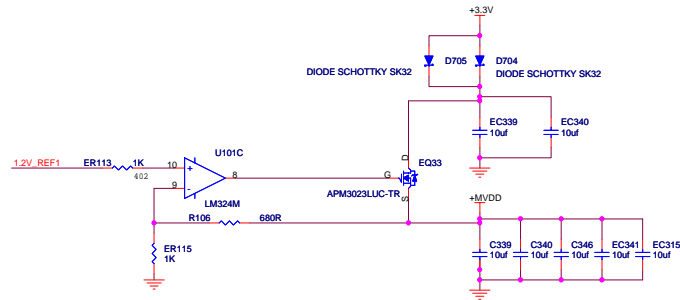 +3.3V
D705
D704
DIODE SCHOTTKY SK32
DIODE SCHOTTKY SK32
EC339
10uf
EC340
10uf
U101C
1.2V_REF1
ER113
1K
402
10
+
9
-
8
LM324M
D
G
S
EQ33
APM3023LUC-TR
+MVDD
R106
680R
ER115
1K
C339
10uf
C340
10uf
C346
10uf
EC341
10uf
EC315
10uf